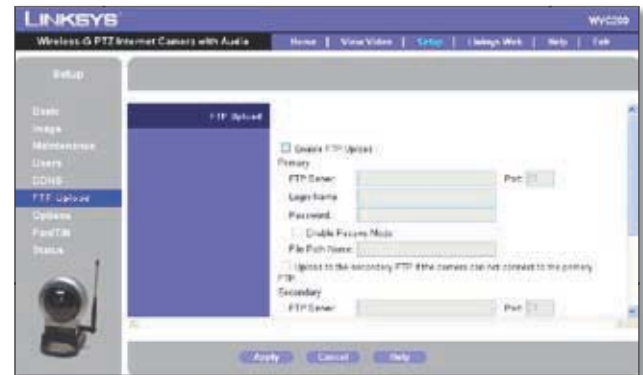 LINKSYS
WVC200
Wireless-G PTZ Internet Camera with Audio
Home | View Video | Setup | Linksys Web | Help | Exit
Setup
Basic
Image
Maintenance
Users
DDNS
FTP Upload
Options
Pan/Tilt
Status
FTP Upload
Enable FTP Upload
Primary
FTP Server: Port: 21
Login Name
Password:
Enable Passive Mode
File Path Name:
Upload to the secondary FTP if the camera can not connect to the primary
FTP
Secondary
FTP Server: Port: 21
Apply Cancel Help